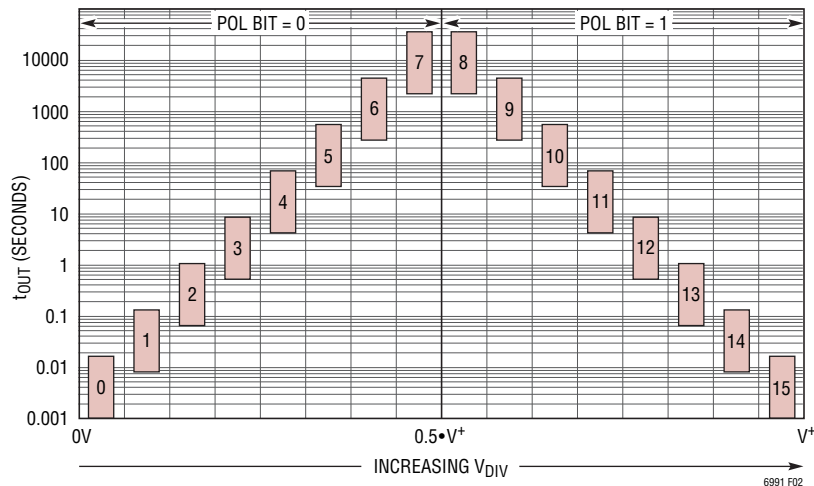 POL BIT = 0 POL BIT = 1
10000
1000
100
10
1
0.1
0.01
0.001
tOUT (SECONDS)
0 1 2 3 4 5 6 7 8 9 10 11 12 13 14 15
0V 0.5•V+ V+
INCREASING VDIV
6991 F02